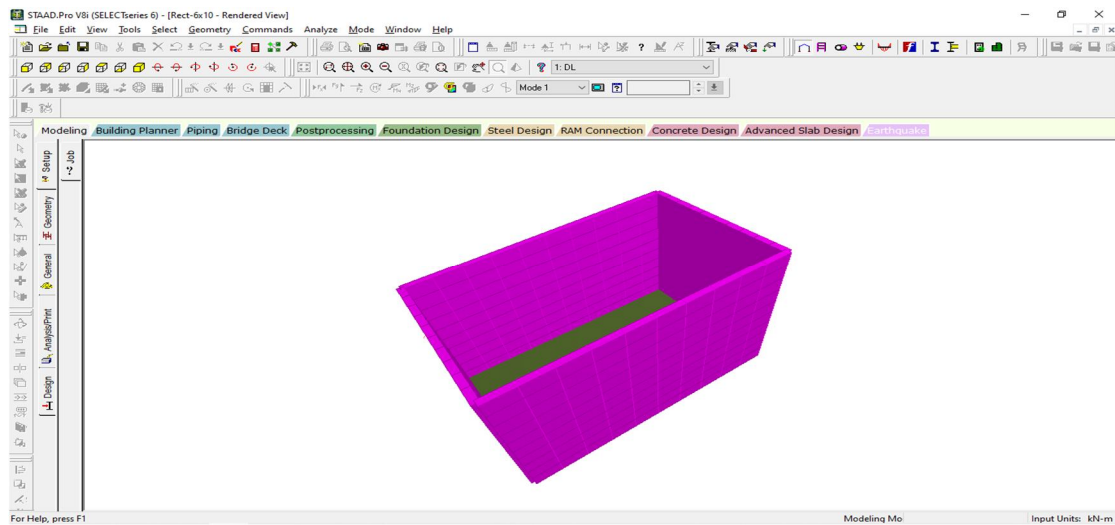 STAAD.Pro V8i (SELECTseries 6) - [Rect-6x10 - Rendered View]
File Edit View Tools Select Geometry Commands Analyze Mode Window Help
1: DL
Mode 1
Modeling Building Planner Piping Bridge Deck Postprocessing Foundation Design Steel Design RAM Connection Concrete Design Advanced Slab Design Earthquake
Setup
? Job
Geometry
General
Analysis/Print
Design
For Help, press F1 Modeling Mo Input Units: kN-m